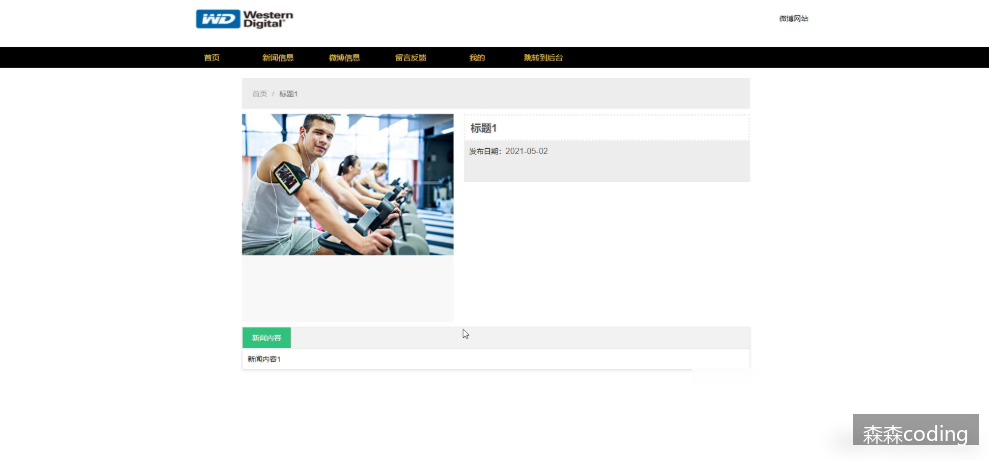 WD Western Digital®
微博网站
首页 新闻信息 微博信息 留言反馈 我的 跳转到后台
首页 / 标题1
标题1
发布日期：2021-05-02
新闻内容
新闻内容1
森森coding